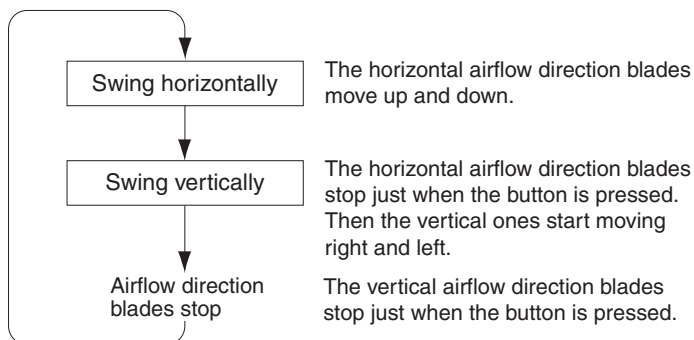 Swing horizontally
The horizontal airflow direction blades
move up and down.
Swing vertically
The horizontal airflow direction blades
stop just when the button is pressed.
Then the vertical ones start moving
right and left.
Airflow direction
blades stop
The vertical airflow direction blades
stop just when the button is pressed.